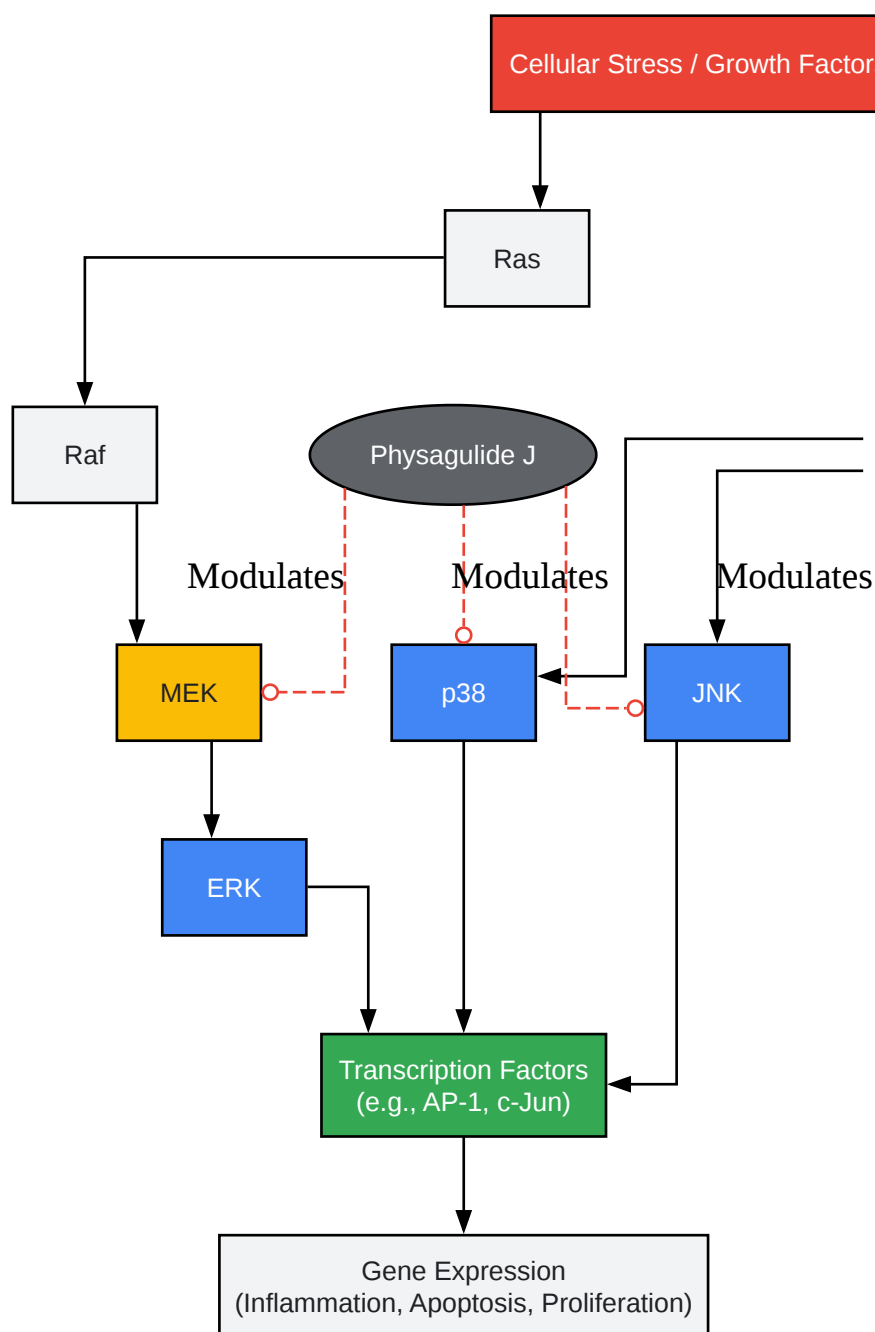 Cellular Stress / Growth Factor
Ras
Raf
Physagulide J
Modulates
Modulates
Modulates
MEK
p38
JNK
ERK
Transcription Factors
(e.g., AP-1, c-Jun)
Gene Expression
(Inflammation, Apoptosis, Proliferation)